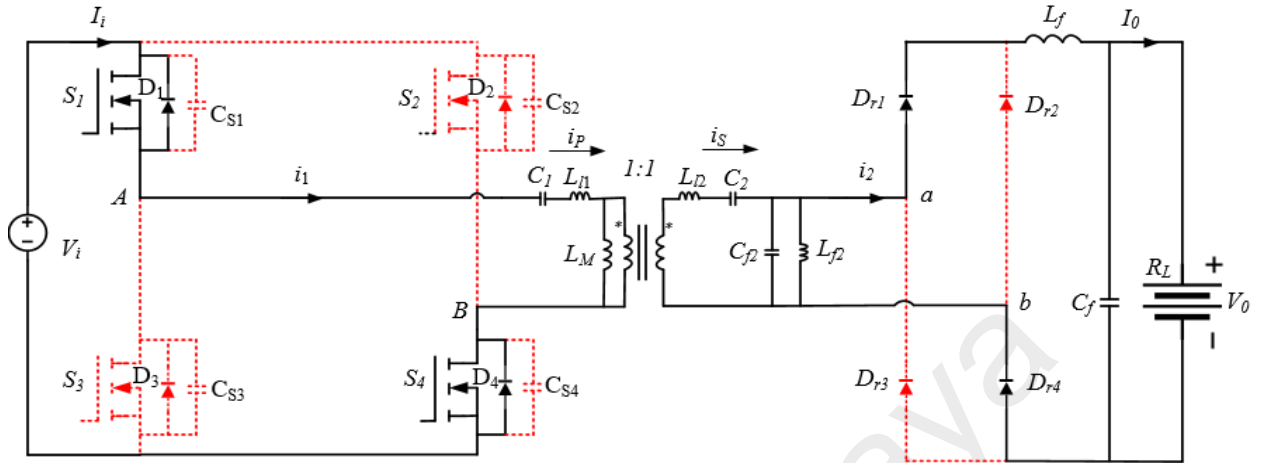 I_i L_f I_0
S_1 D_1 C_S1 S_2 D_2 C_S2 D_r1 D_r2
i_P i_S
A i_1 C_1 L_l1 1:1 L_l2 C_2 i_2 a
* *
+
−
V_i L_M C_f2 L_f2 R_L +
B b C_f V_0
−
S_3 D_3 C_S3 S_4 D_4 C_S4 D_r3 D_r4
aya